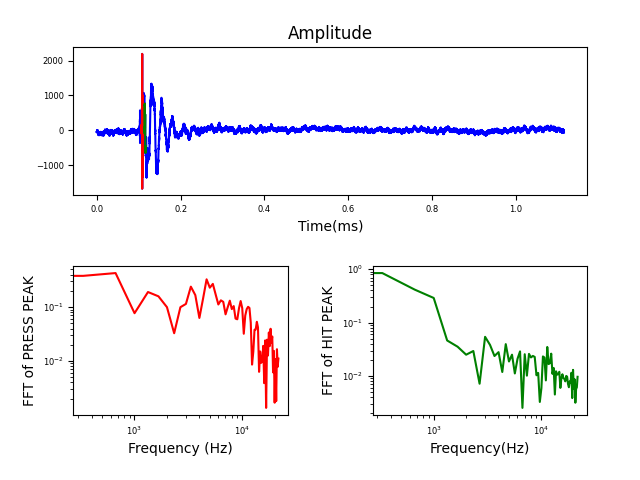 Amplitude
2000
1000
0
−1000
0.0 0.2 0.4 0.6 0.8 1.0
Time(ms)
FFT of PRESS PEAK
10⁻¹
10⁻²
10³ 10⁴
Frequency (Hz)
FFT of HIT PEAK
10⁰
10⁻¹
10⁻²
10³ 10⁴
Frequency(Hz)